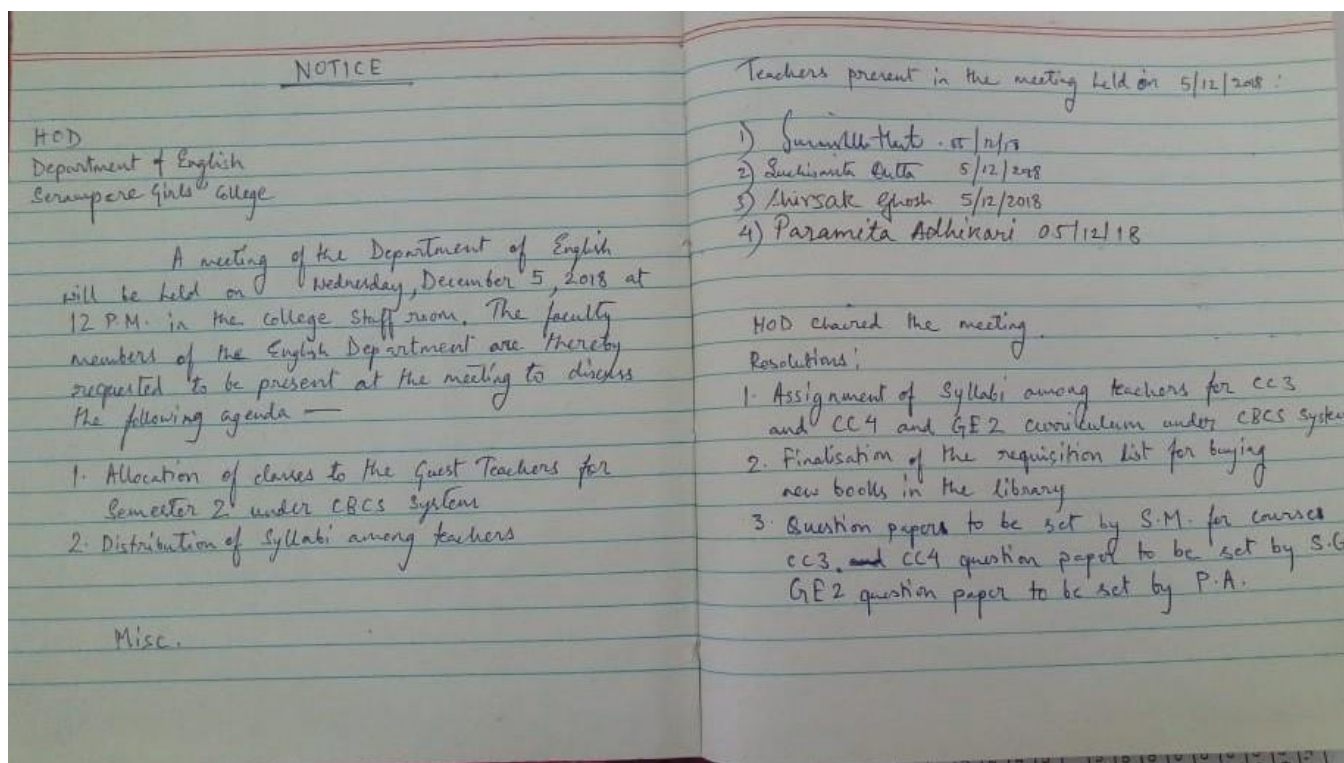 NOTICE
HOD
Department of English
Serampore Girls' College
A meeting of the Department of English
will be held on Wednesday, December 5, 2018 at
12 P.M. in the College Staff room. The faculty
members of the English Department are thereby
requested to be present at the meeting to discuss
the following agenda —
1. Allocation of classes to the Guest Teachers for
Semester 2 under CBCS System
2. Distribution of Syllabi among teachers
Misc.
Teachers present in the meeting held on 5/12/2018 :
1)
2) Suchismita Dutta 5/12/2018
3) Shirsak Ghosh 5/12/2018
4) Paramita Adhikari 05/12/18
HOD chaired the meeting.
Resolutions:
1. Assignment of Syllabi among teachers for CC3
and CC4 and GE2 curriculum under CBCS Syste
2. Finalisation of the requisition list for buying
new books in the library
3. Question papers to be set by S.M. for courses
CC3. CC4 question paper to be set by S.G
GE2 question paper to be set by P.A.